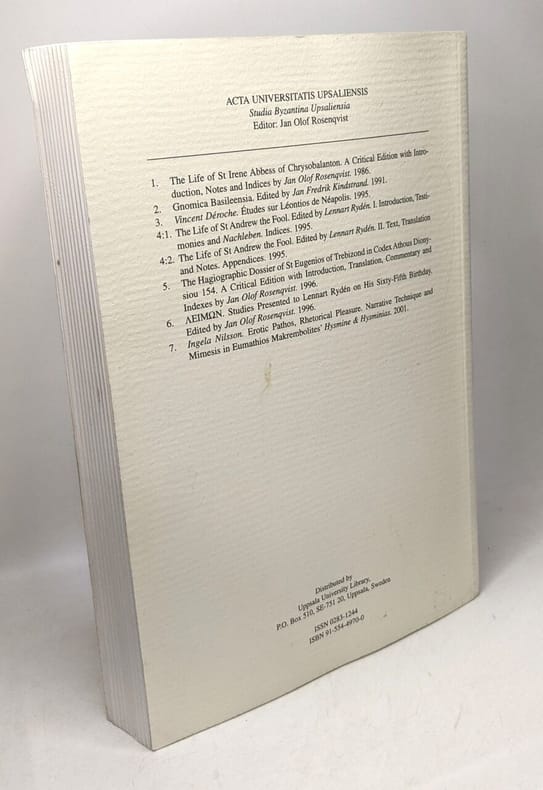 ACTA UNIVERSITATIS UPSALIENSIS
Studia Byzantina Upsaliensia
Editor: Jan Olof Rosenqvist
1. The Life of St Irene Abbess of Chrysobalanton. A Critical Edition with Intro-
duction, Notes and Indices by Jan Olof Rosenqvist. 1986.
2. Gnomica Basileensia. Edited by Jan Fredrik Kindstrand. 1991.
3. Vincent Déroche. Études sur Léontios de Néapolis. 1995.
4:1. The Life of St Andrew the Fool. Edited by Lennart Rydén. I. Introduction, Testi-
monies and Nachleben. Indices. 1995.
4:2. The Life of St Andrew the Fool. Edited by Lennart Rydén. II. Text, Translation
and Notes. Appendices. 1995.
5. The Hagiographic Dossier of St Eugenios of Trebizond in Codex Athous Diony-
siou 154. A Critical Edition with Introduction, Translation, Commentary and
Indexes by Jan Olof Rosenqvist. 1996.
6. ΛΕΙΜΩΝ. Studies Presented to Lennart Rydén on His Sixty-Fifth Birthday,
Edited by Jan Olof Rosenqvist. 1996.
7. Ingela Nilsson. Erotic Pathos, Rhetorical Pleasure. Narrative Technique and
Mimesis in Eumathios Makrembolites' Hysmine & Hysminias. 2001.
Distributed by
Uppsala University Library,
P.O. Box 510, SE-751 20, Uppsala, Sweden
ISSN 0283-1244
ISBN 91-554-4970-0